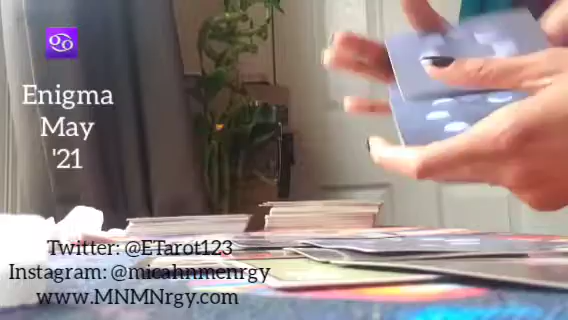 ♋
Enigma
May
'21
Twitter: @ETarot123
Instagram: @micahnmenrgy
www.MNMNrgy.com